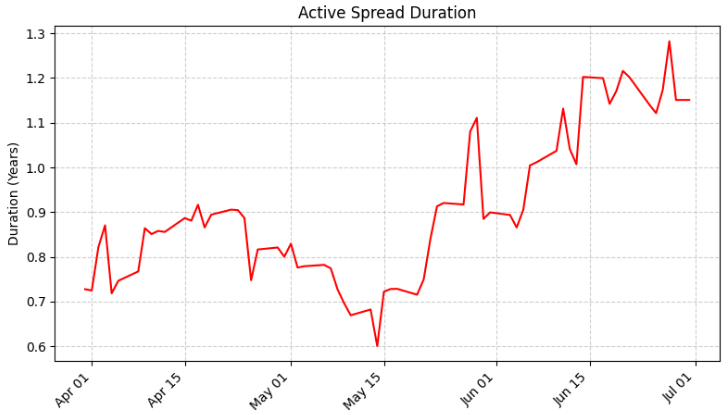 Active Spread Duration
Duration (Years)
1.3
1.2
1.1
1.0
0.9
0.8
0.7
0.6
Apr 01
Apr 15
May 01
May 15
Jun 01
Jun 15
Jul 01